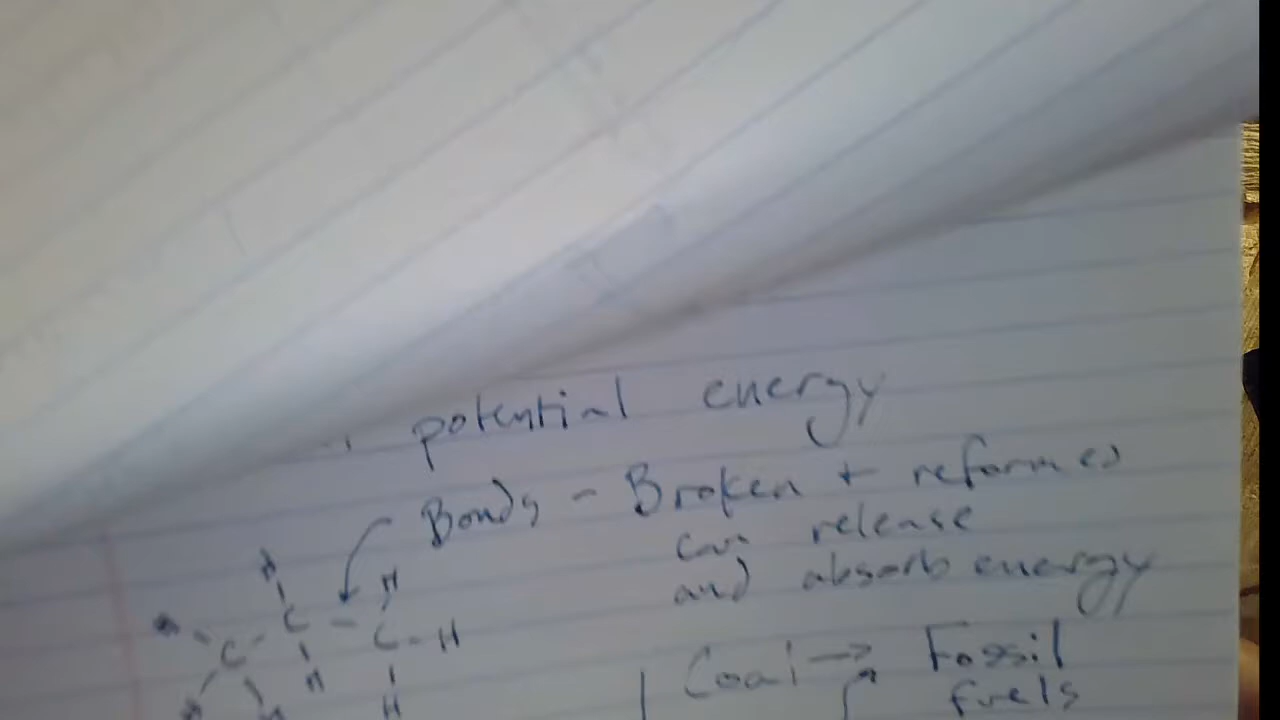 potential energy
Bonds - Broken + reformed
can release
and absorb energy
H H
C - C - C - H
H H
Coal → Fossil
fuels